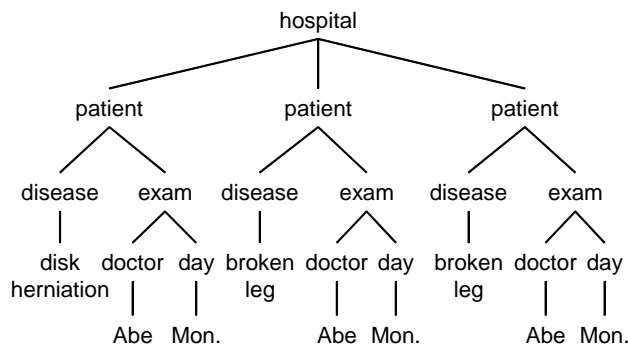 hospital
patient patient patient
disease exam disease exam disease exam
disk doctor day broken doctor day broken doctor day
herniation leg leg
Abe Mon. Abe Mon. Abe Mon.